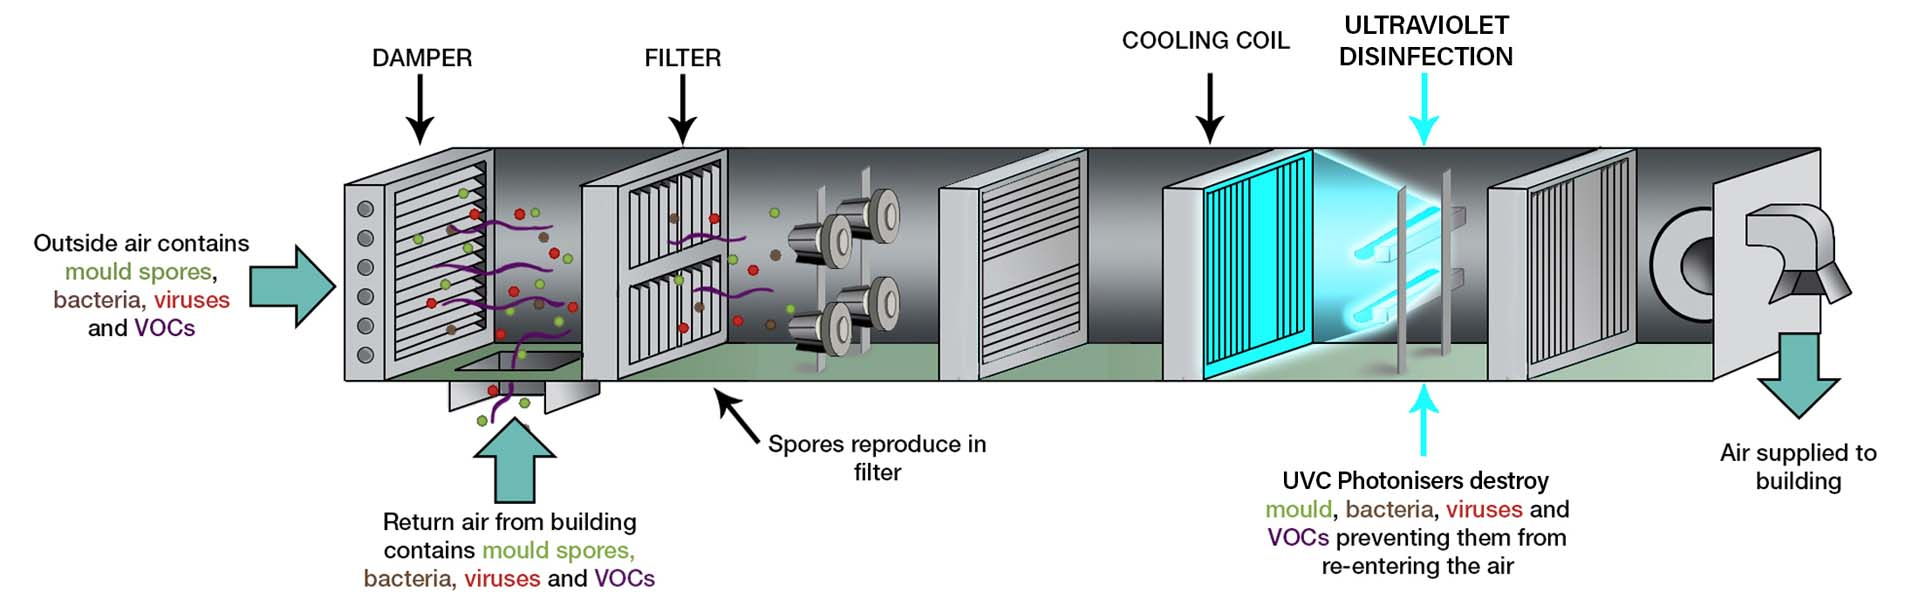 DAMPER
FILTER
COOLING COIL
ULTRAVIOLET
DISINFECTION
Outside air contains
mould spores,
bacteria, viruses
and VOCs
Spores reproduce in
filter
Return air from building
contains mould spores,
bacteria, viruses and VOCs
UVC Photonisers destroy
mould, bacteria, viruses and
VOCs preventing them from
re-entering the air
Air supplied to
building